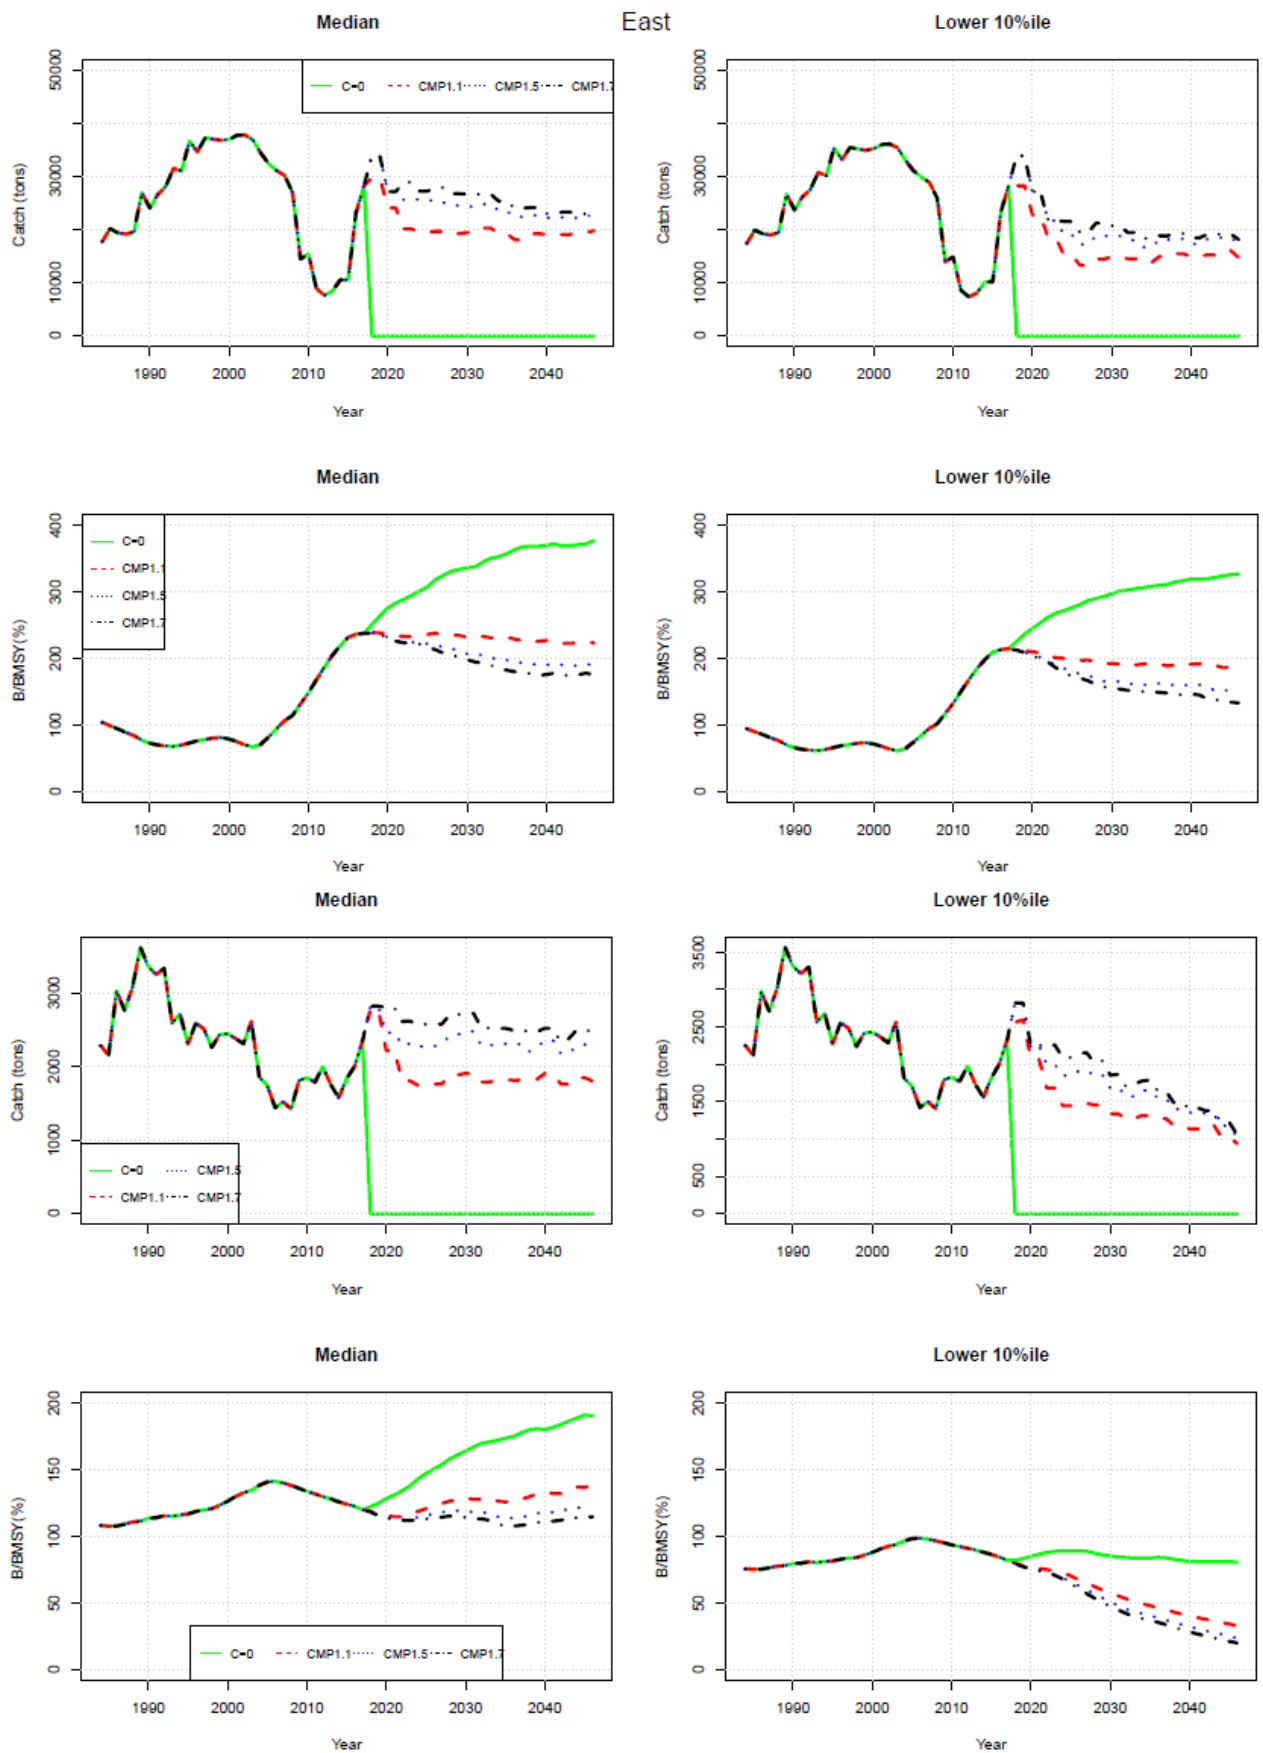 East
Median
Lower 10%ile
Catch (tons)
0 10000 30000 50000
C=0 CMP1.1 CMP1.5 CMP1.7
1990 2000 2010 2020 2030 2040
Year
Catch (tons)
0 10000 30000 50000
1990 2000 2010 2020 2030 2040
Year
Median
Lower 10%ile
B/BMSY(%)
0 100 200 300 400
C=0
CMP1.1
CMP1.5
CMP1.7
1990 2000 2010 2020 2030 2040
Year
B/BMSY(%)
0 100 200 300 400
1990 2000 2010 2020 2030 2040
Year
Median
Lower 10%ile
Catch (tons)
0 1000 2000 3000
C=0 CMP1.5
CMP1.1 CMP1.7
1990 2000 2010 2020 2030 2040
Year
Catch (tons)
0 500 1500 2500 3500
1990 2000 2010 2020 2030 2040
Year
Median
Lower 10%ile
B/BMSY(%)
0 50 100 150 200
C=0 CMP1.1 CMP1.5 CMP1.7
1990 2000 2010 2020 2030 2040
Year
B/BMSY(%)
0 50 100 150 200
1990 2000 2010 2020 2030 2040
Year